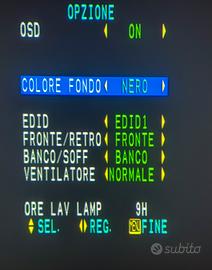 OPZIONE
OSD ON
COLORE FONDO NERO
EDID EDID1
FRONTE/RETRO FRONTE
BANCO/SOFF BANCO
VENTILATORE NORMALE
ORE LAV LAMP 9H
SEL. REG. MENU FINE
subito